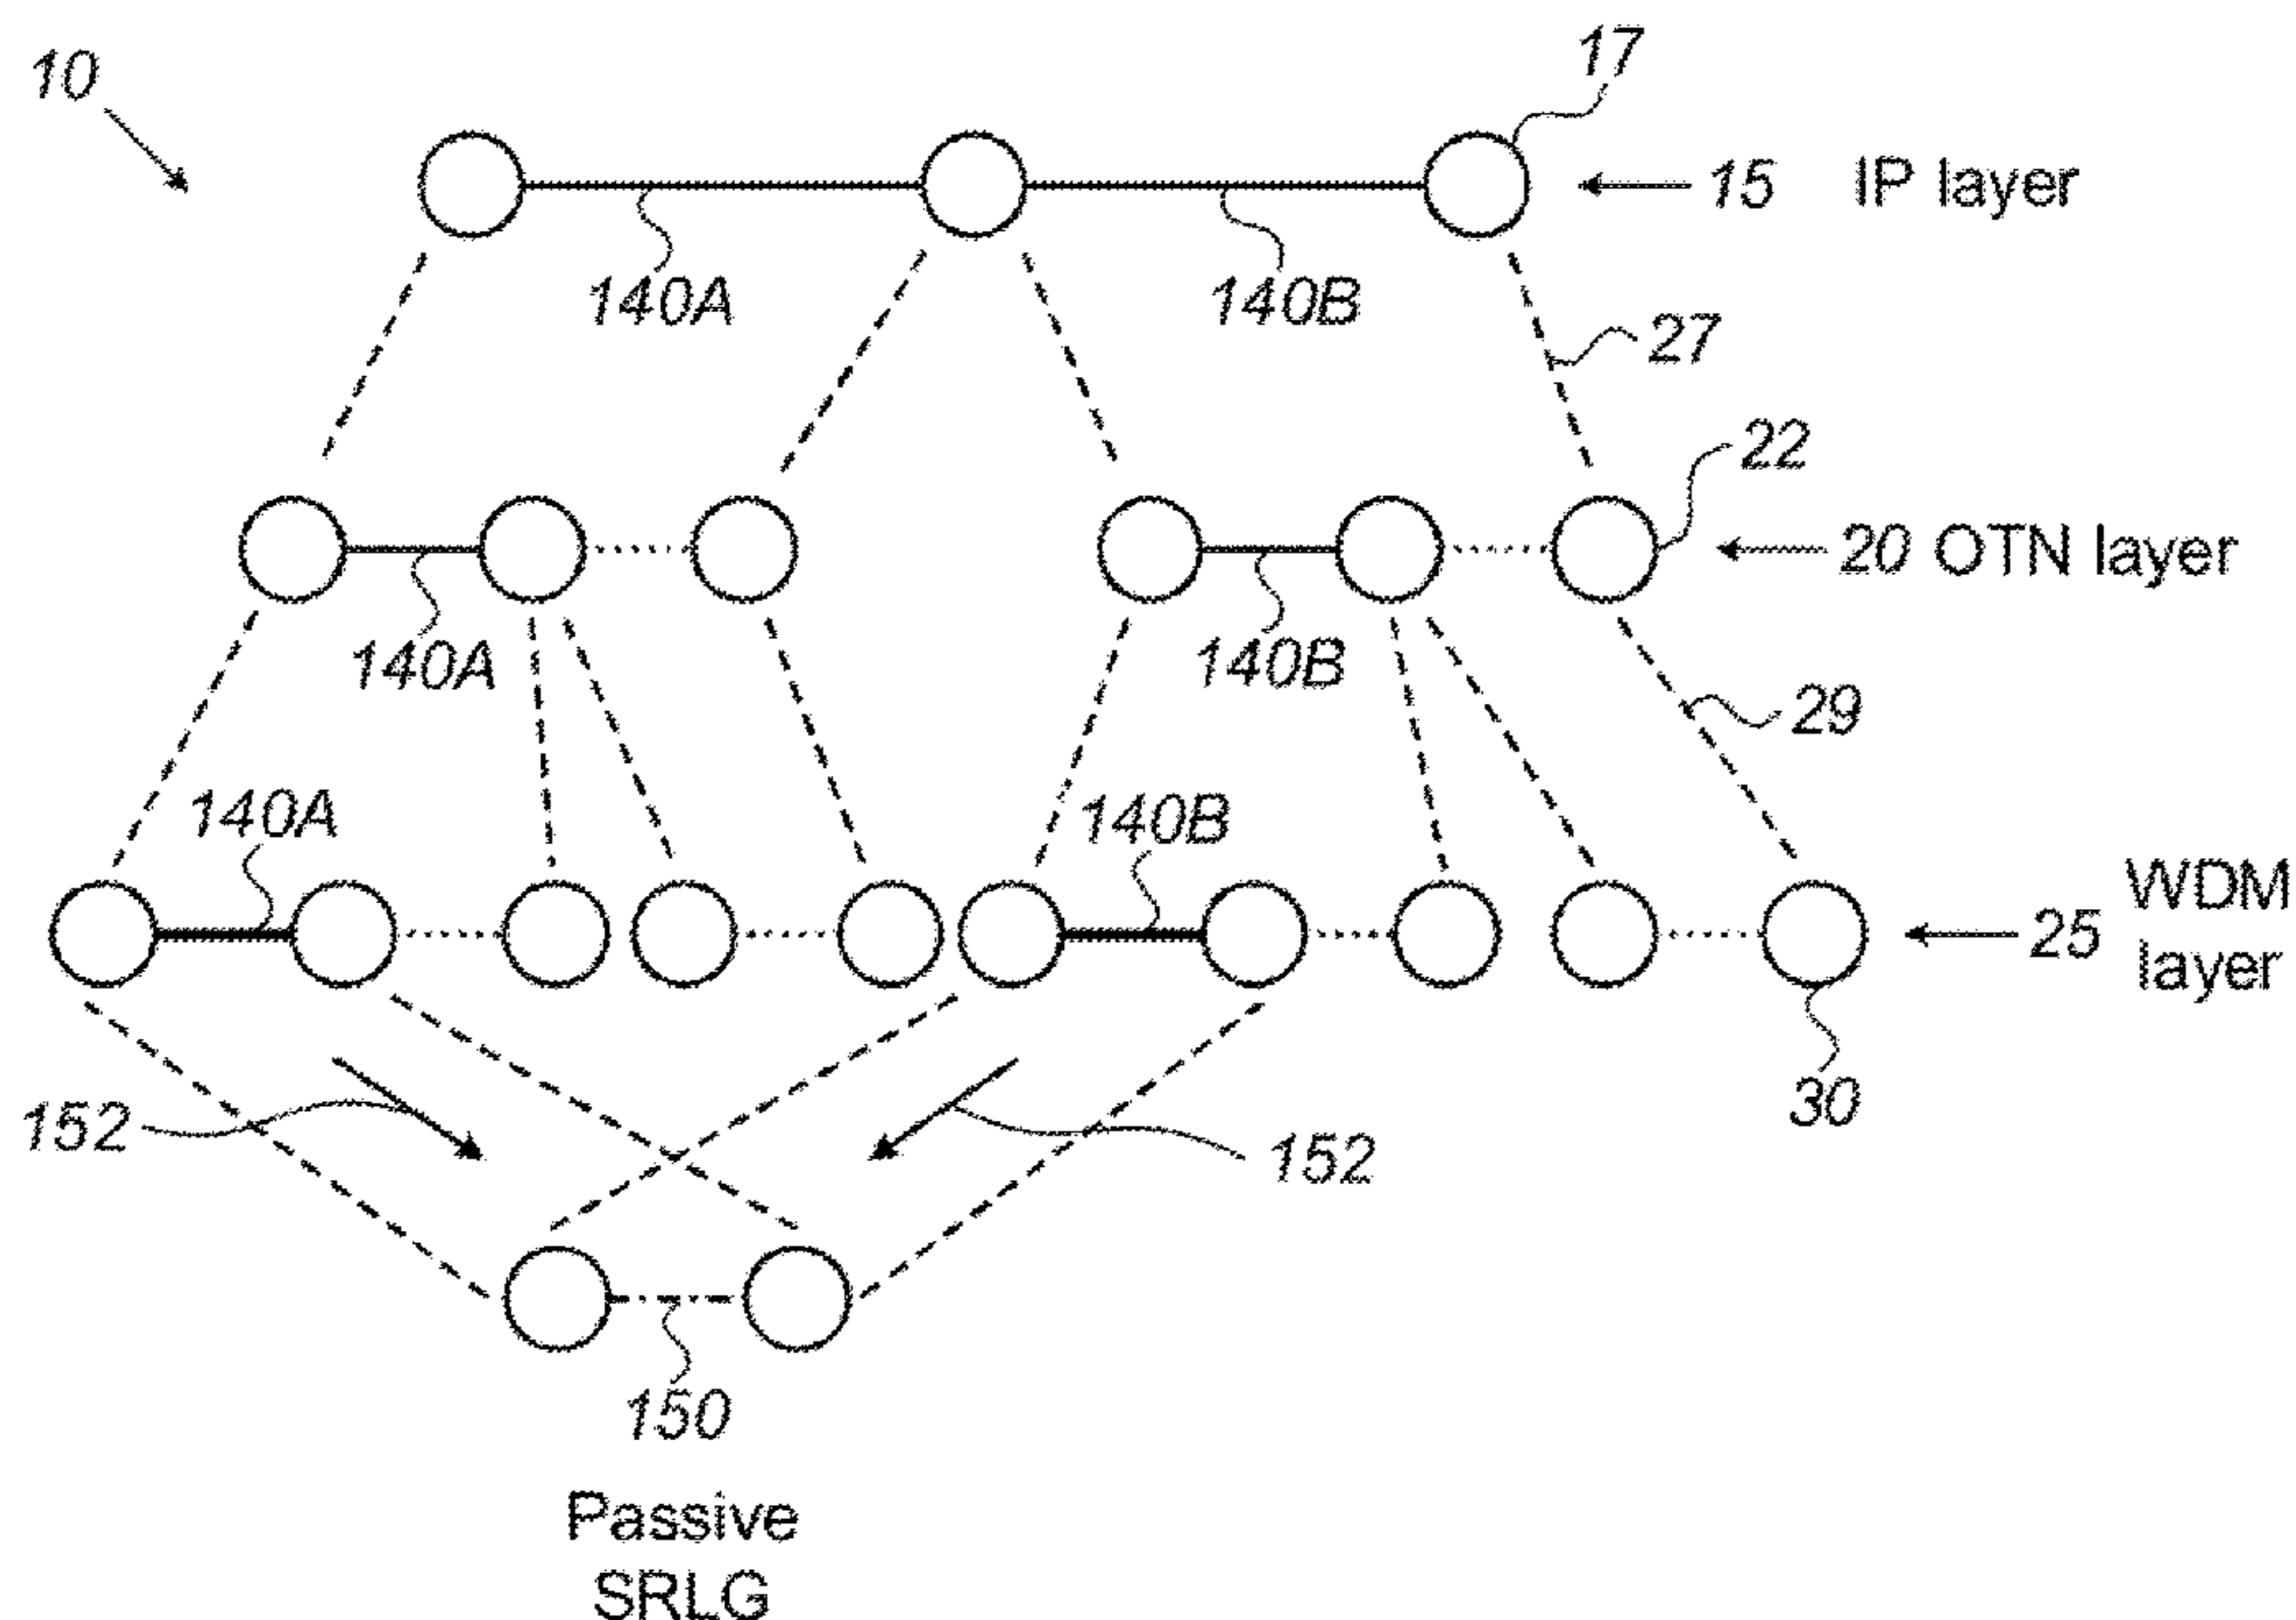 10
17
15 IP layer
140A
140B
27
22
20 OTN layer
140A
140B
29
140A
140B
WDM
25
layer
30
152
152
150
Passive
SRLG